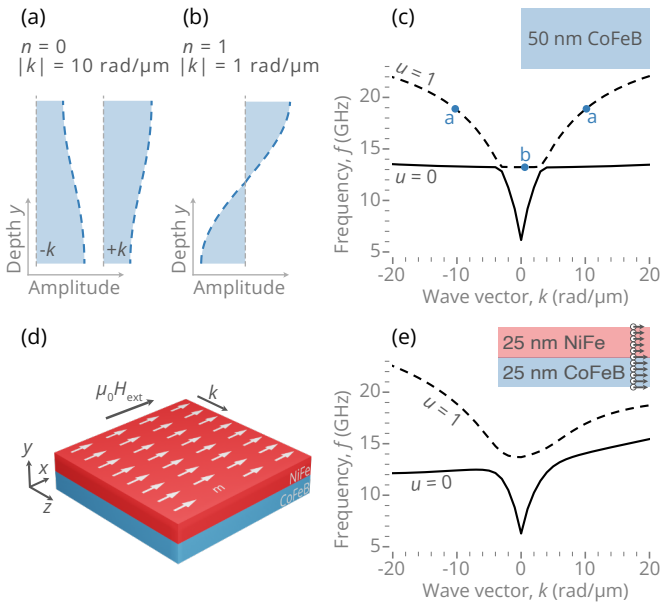 (a)
n = 0
|k| = 10 rad/μm
Depth y
-k
+k
Amplitude
(b)
n = 1
|k| = 1 rad/μm
Depth y
Amplitude
(c)
50 nm CoFeB
Frequency, f (GHz)
20
15
10
5
u = 1
a
a
b
u = 0
-20
-10
0
10
20
Wave vector, k (rad/μm)
(d)
μ0Hext
k
y
x
z
m
NiFe
CoFeB
(e)
25 nm NiFe
25 nm CoFeB
Frequency, f (GHz)
20
15
10
5
u = 1
u = 0
-20
-10
0
10
20
Wave vector, k (rad/μm)